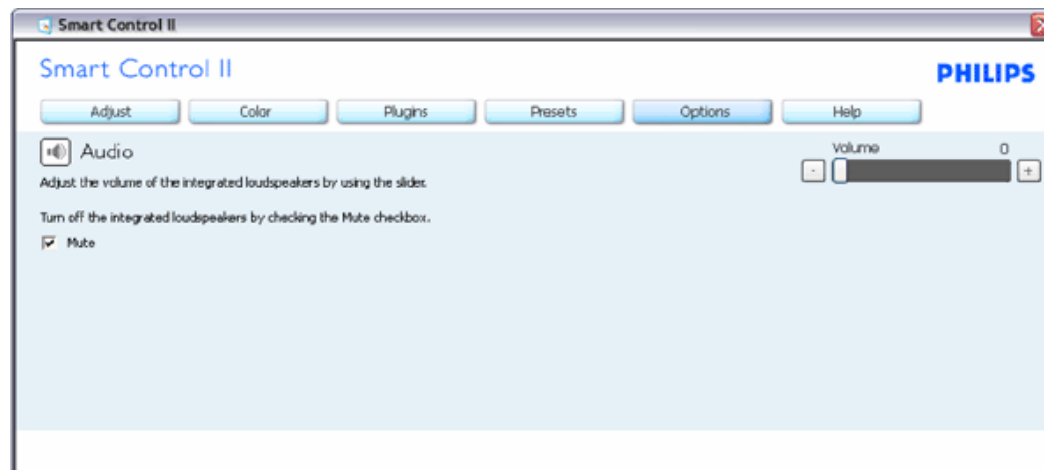 Smart Control II
Smart Control II
PHILIPS
Adjust Color Plugins Presets Options Help
Audio
Volume 0
- +
Adjust the volume of the integrated loudspeakers by using the slider.
Turn off the integrated loudspeakers by checking the Mute checkbox.
Mute